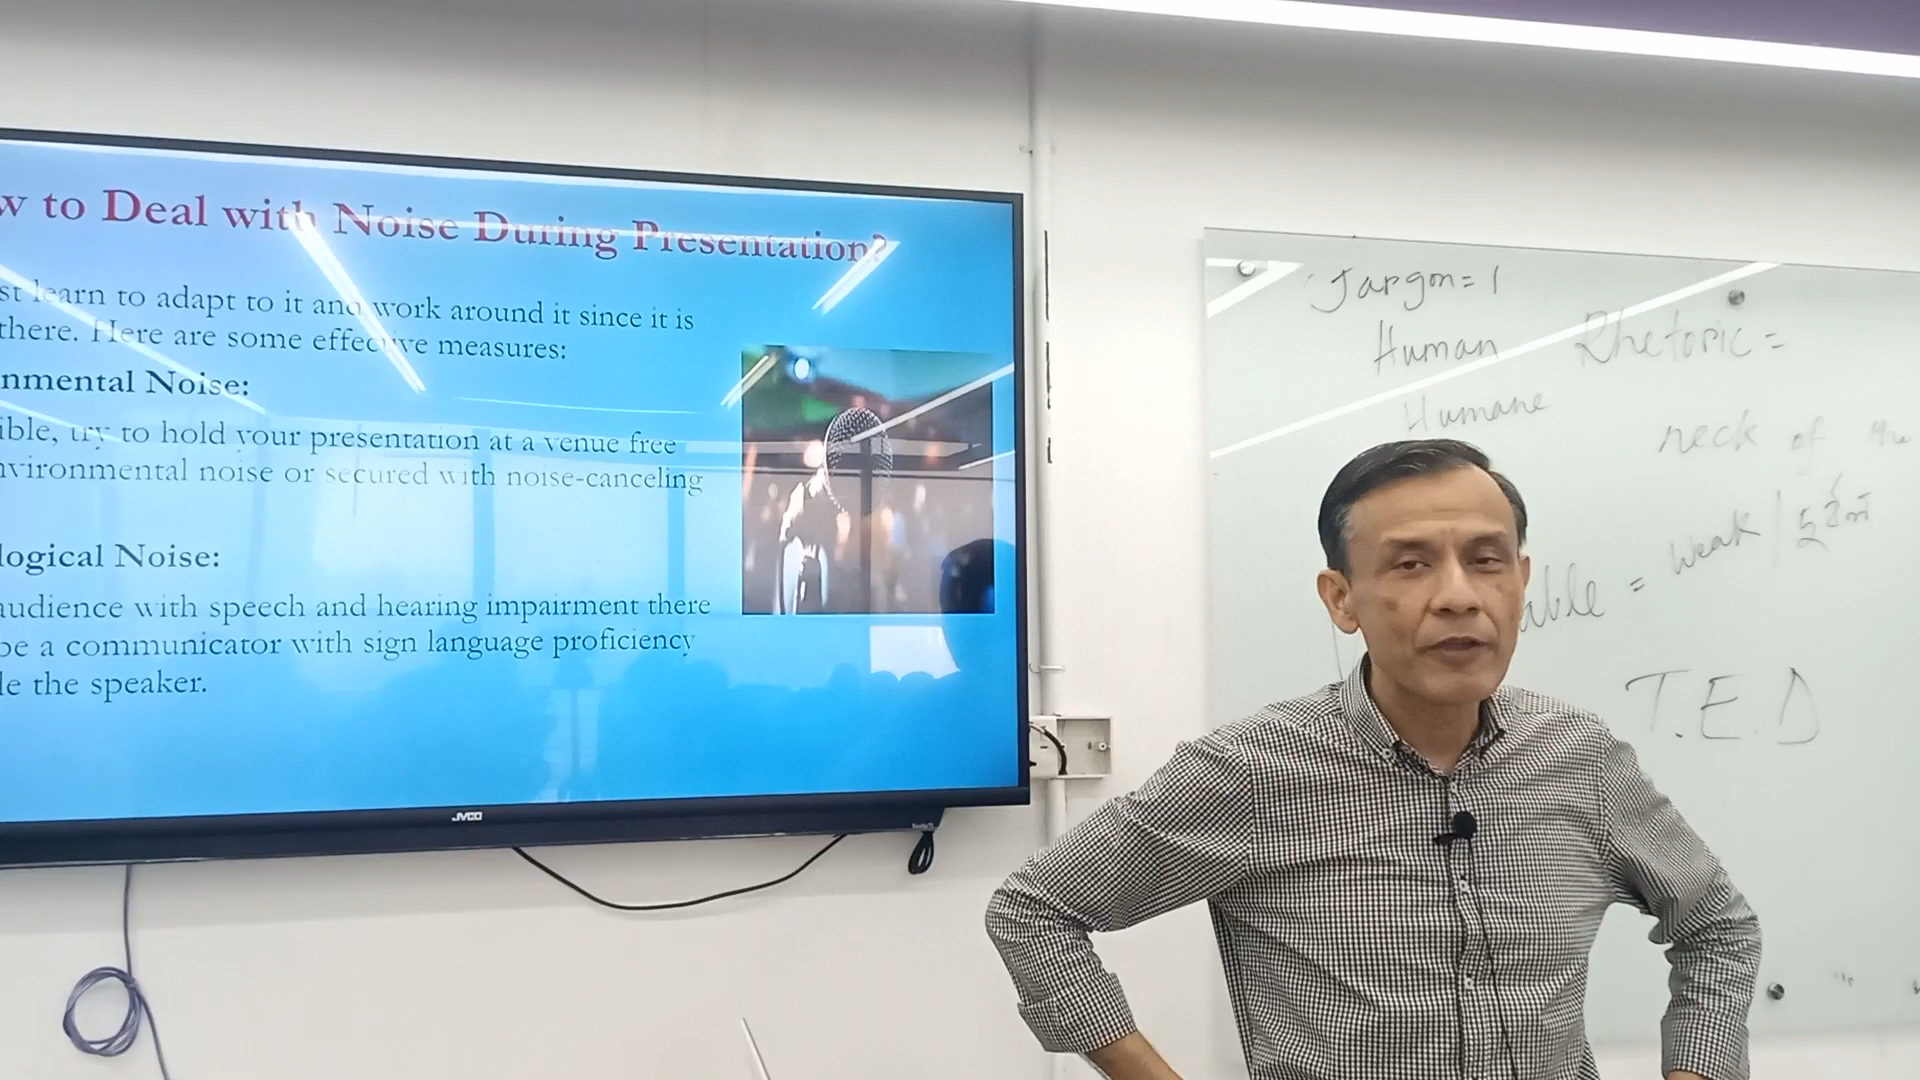 w to Deal with Noise During Presentation?
st learn to adapt to it and work around it since it is
there. Here are some effective measures:
nmental Noise:
ible, try to hold your presentation at a venue free
nvironmental noise or secured with noise-canceling
logical Noise:
audience with speech and hearing impairment there
be a communicator with sign language proficiency
le the speaker.
JVCO
Jargon = 1
Human
Rhetoric =
Humane
neck of the
able = weak /
T.E.D